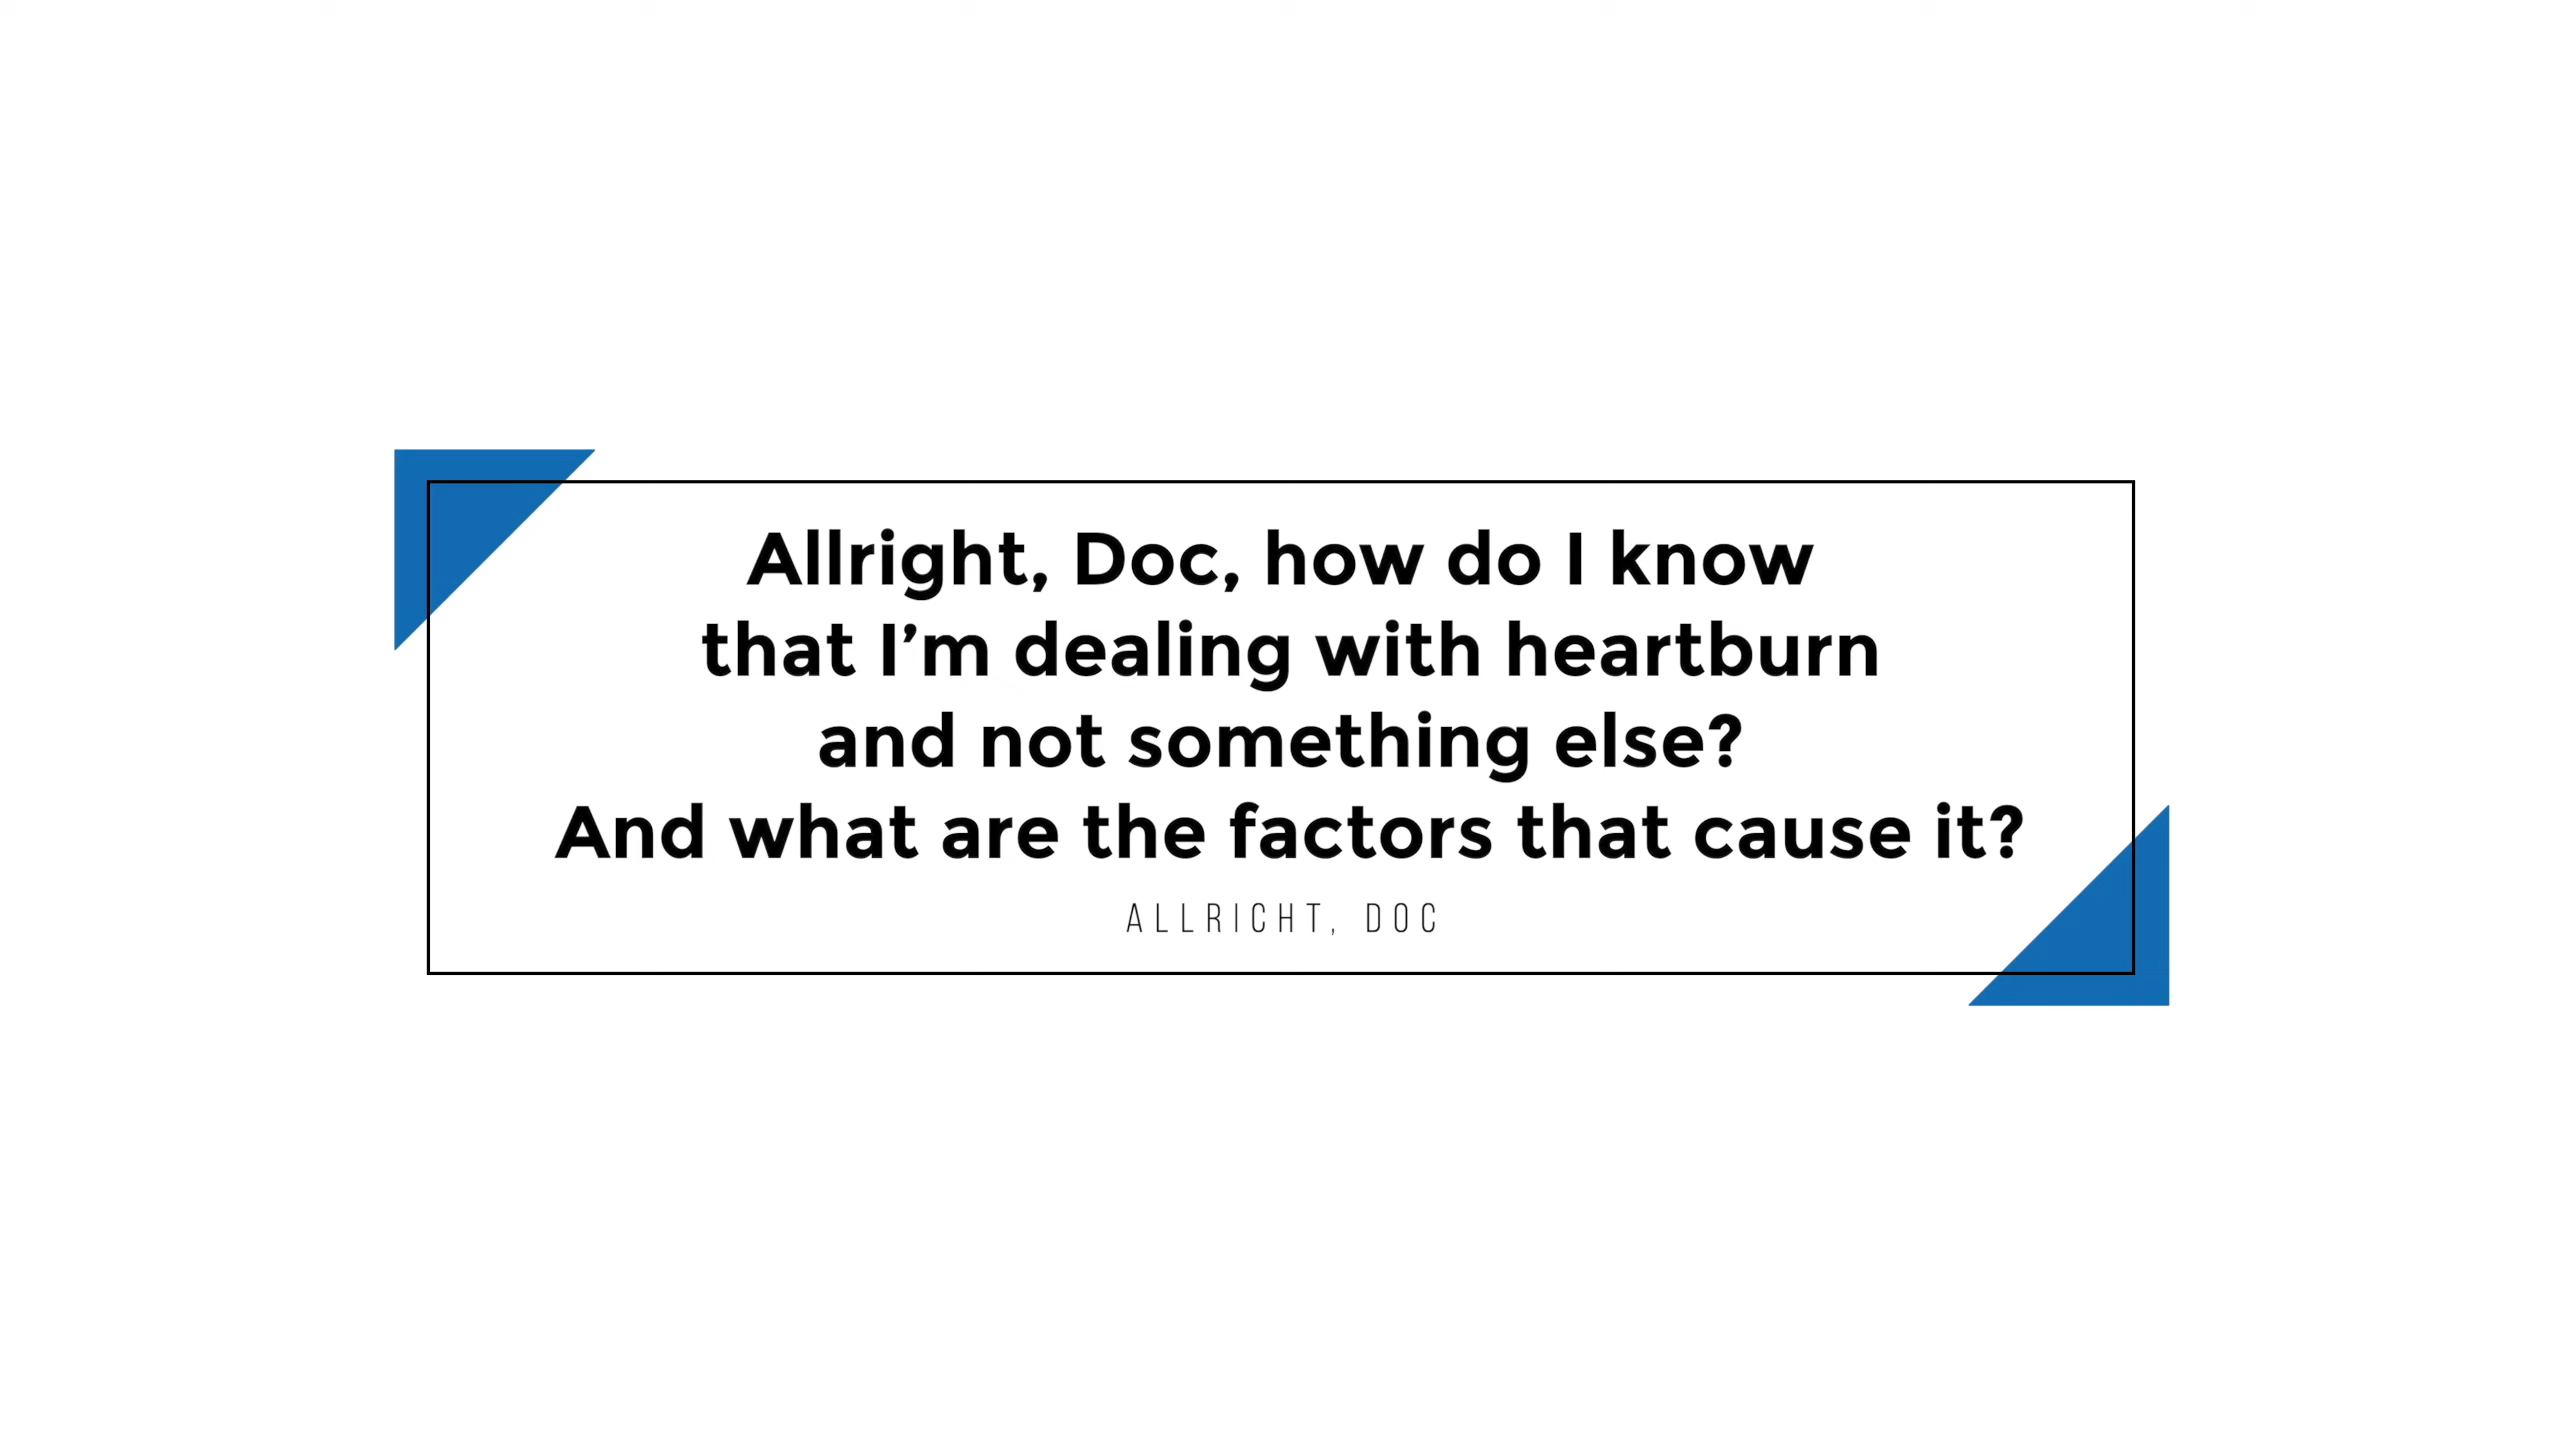 Allright, Doc, how do I know
that I’m dealing with heartburn
and not something else?
And what are the factors that cause it?
ALLRICHT, DOC